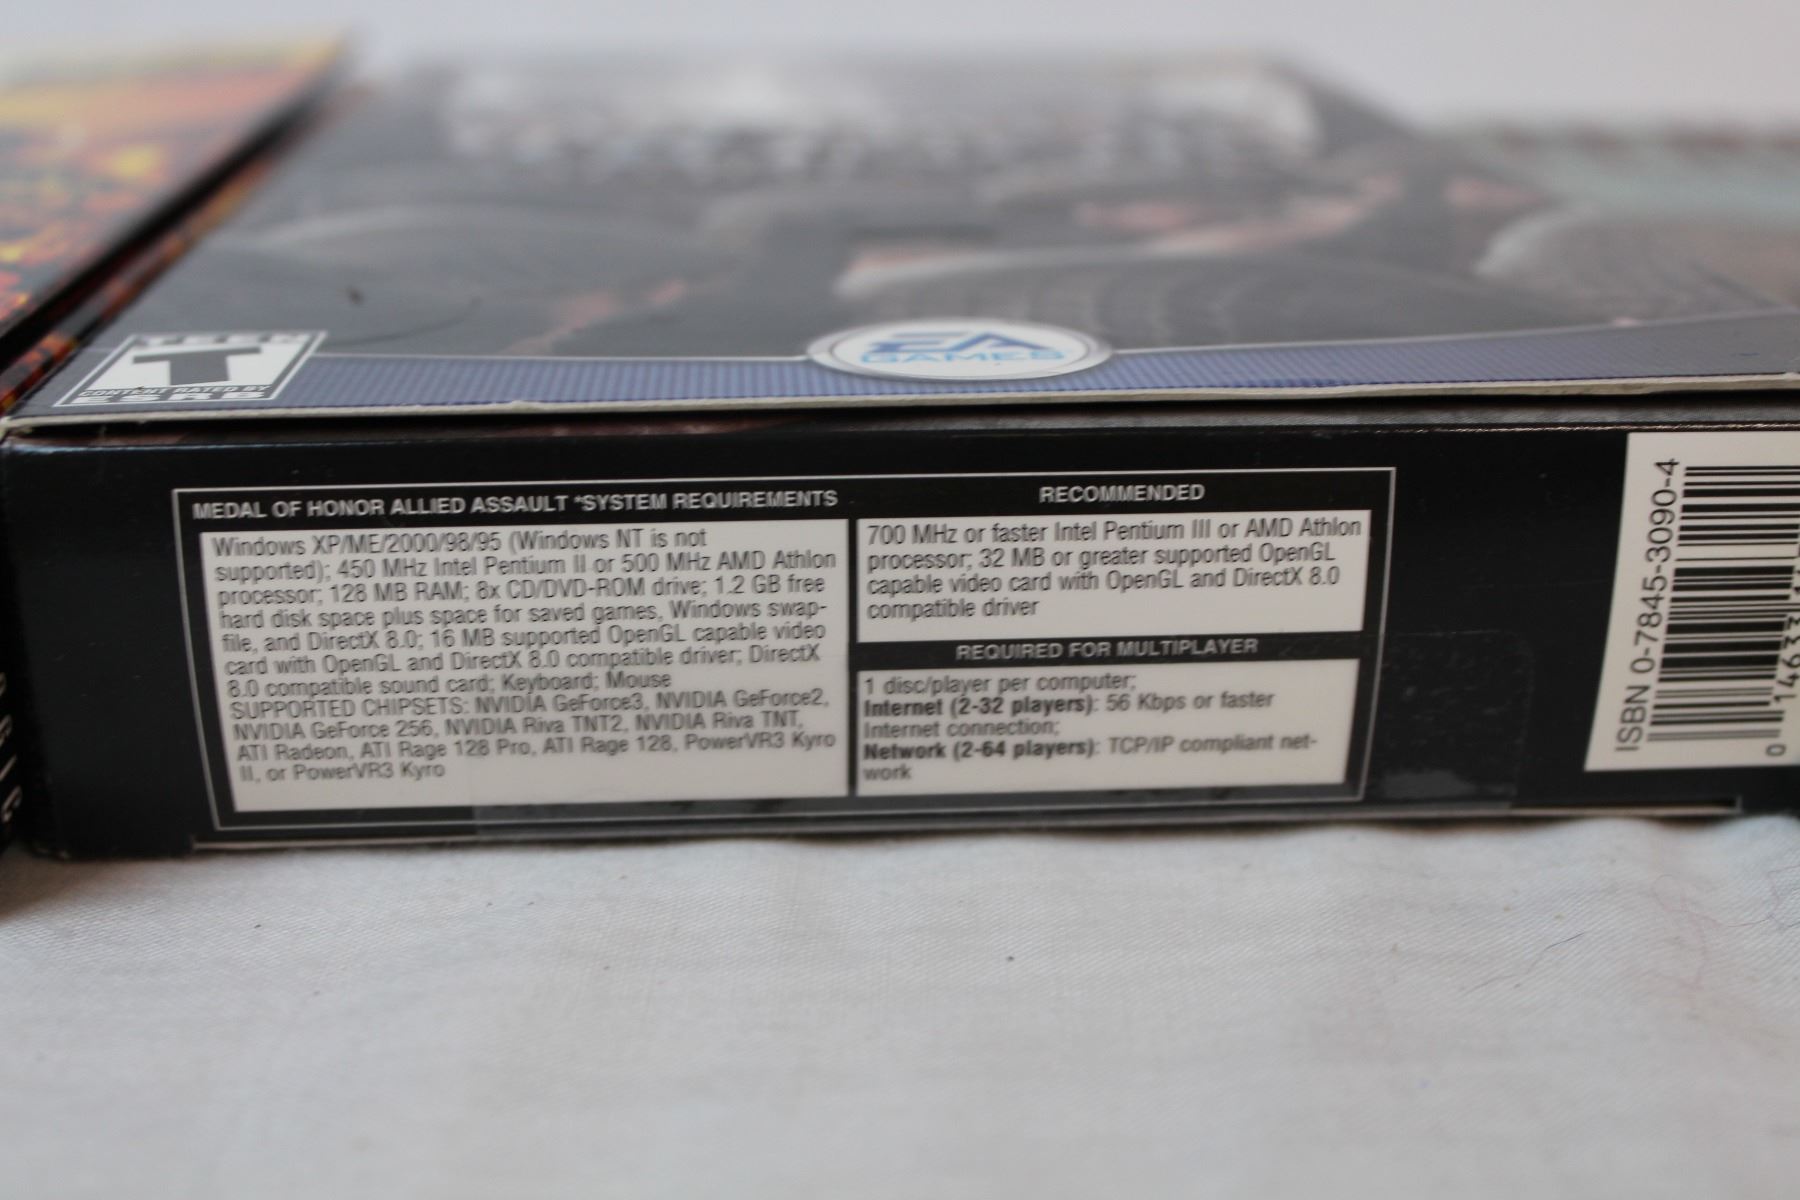 TEEN
T
CONTENT RATED BY
ESRB
EA
GAMES
MEDAL OF HONOR ALLIED ASSAULT *SYSTEM REQUIREMENTS
Windows XP/ME/2000/98/95 (Windows NT is not
supported); 450 MHz Intel Pentium II or 500 MHz AMD Athlon
processor; 128 MB RAM; 8x CD/DVD-ROM drive; 1.2 GB free
hard disk space plus space for saved games, Windows swap-
file, and DirectX 8.0; 16 MB supported OpenGL capable video
card with OpenGL and DirectX 8.0 compatible driver; DirectX
8.0 compatible sound card; Keyboard; Mouse
SUPPORTED CHIPSETS: NVIDIA GeForce3, NVIDIA GeForce2,
NVIDIA GeForce 256, NVIDIA Riva TNT2, NVIDIA Riva TNT,
ATI Radeon, ATI Rage 128 Pro, ATI Rage 128, PowerVR3 Kyro
II, or PowerVR3 Kyro
RECOMMENDED
700 MHz or faster Intel Pentium III or AMD Athlon
processor; 32 MB or greater supported OpenGL
capable video card with OpenGL and DirectX 8.0
compatible driver
REQUIRED FOR MULTIPLAYER
1 disc/player per computer;
Internet (2-32 players): 56 Kbps or faster
Internet connection;
Network (2-64 players): TCP/IP compliant net-
work
ISBN 0-7845-3090-4
0